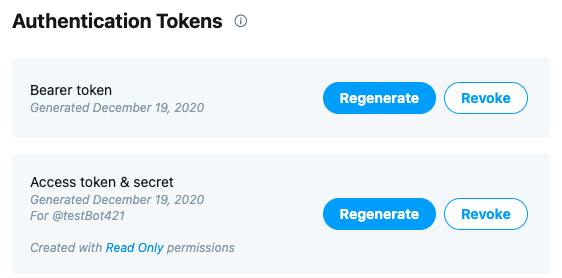 Authentication Tokens
Bearer token
Generated December 19, 2020
Regenerate
Revoke
Access token & secret
Generated December 19, 2020
For @testBot421
Regenerate
Revoke
Created with Read Only permissions